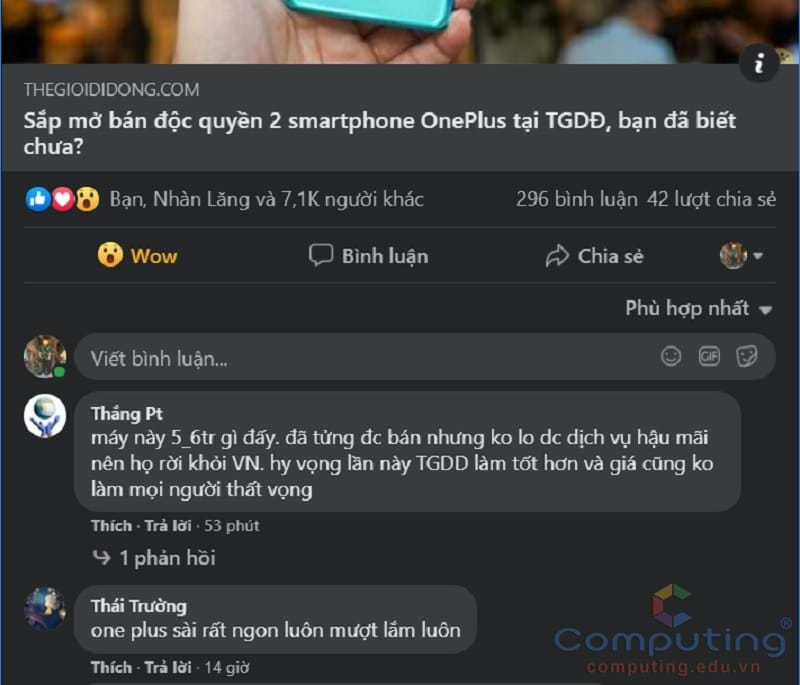 THEGIOIDIDONG.COM
Sắp mở bán độc quyền 2 smartphone OnePlus tại TGDĐ, bạn đã biết
chưa?
Bạn, Nhàn Lăng và 7,1K người khác 296 bình luận 42 lượt chia sẻ
Wow Bình luận Chia sẻ
Phù hợp nhất
Viết bình luận... GIF
Thắng Pt
máy này 5_6tr gì đấy. đã tửng đc bán nhưng ko lo dc dịch vụ hậu mãi
nên họ rời khỏi VN. hy vọng lần này TGDD làm tốt hơn và giá cũng ko
làm mọi người thất vọng
Thích · Trả lời · 53 phút
1 phản hồi
Thái Trường
one plus sài rất ngon luôn mượt lắm luôn
Thích · Trả lời · 14 giờ
Computing®
computing.edu.vn